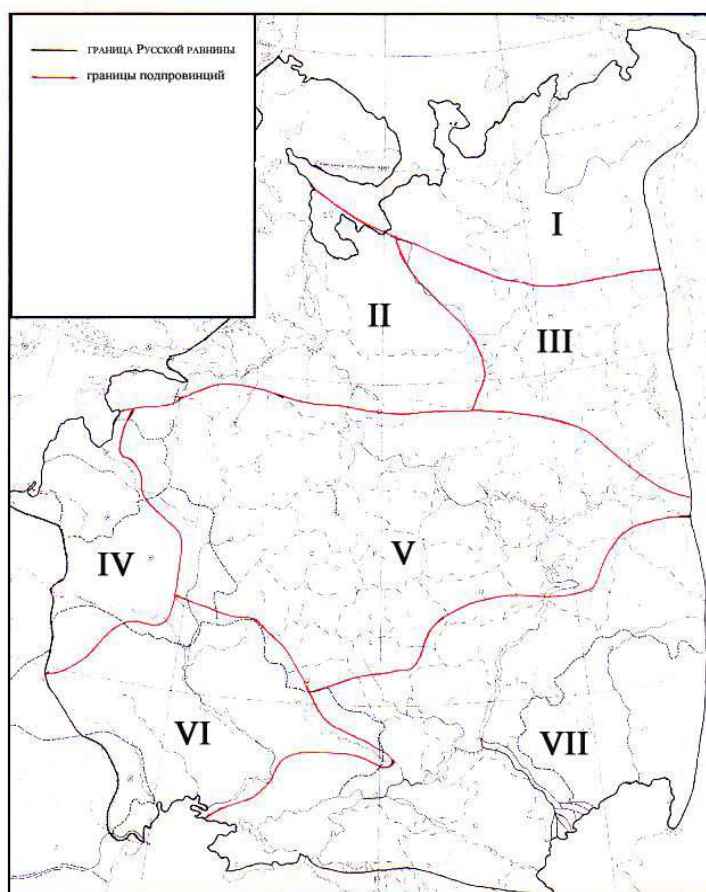 граница Русской равнины
границы подпровинций
I
II
III
IV
V
VI
VII